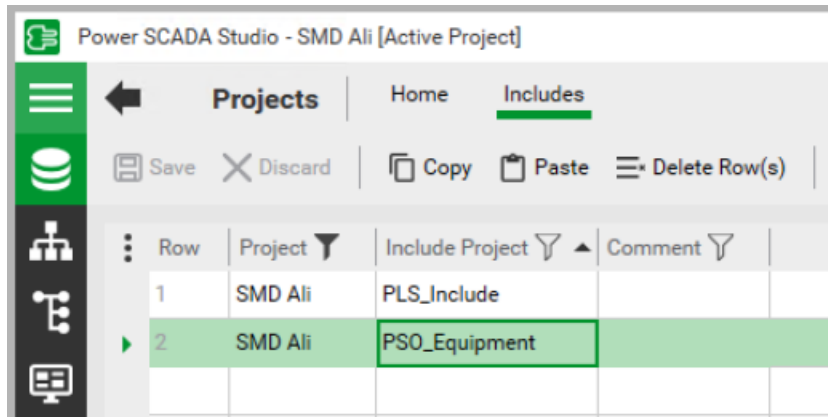 Power SCADA Studio - SMD Ali [Active Project]
Projects Home Includes
Save Discard Copy Paste Delete Row(s)
Row Project Include Project Comment
1 SMD Ali PLS_Include
2 SMD Ali PSO_Equipment